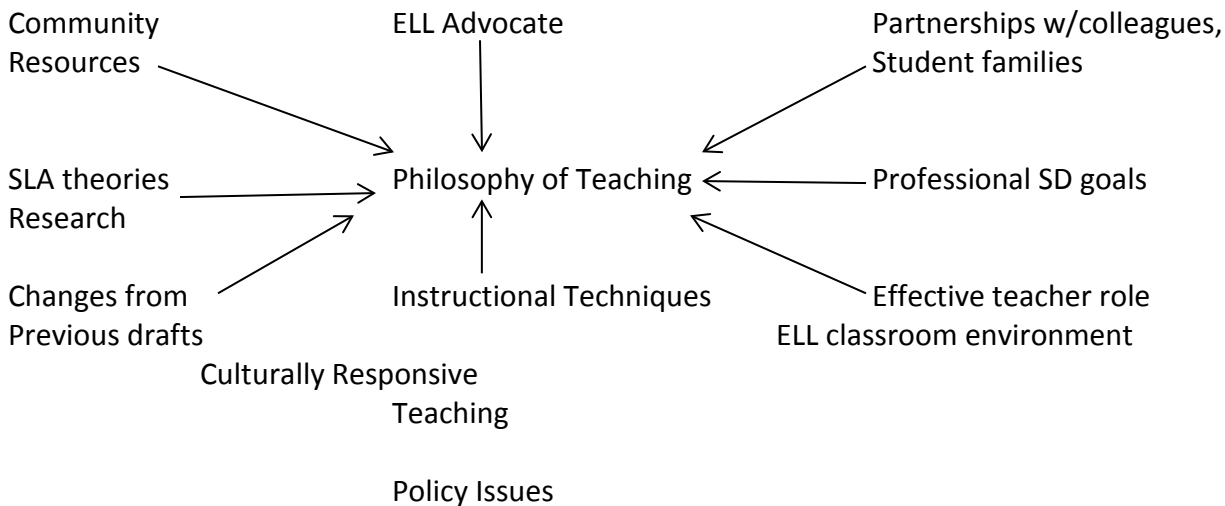 Community
Resources
ELL Advocate
Partnerships w/colleagues,
Student families
SLA theories
Research
Philosophy of Teaching
Professional SD goals
Changes from
Previous drafts
Instructional Techniques
Effective teacher role
ELL classroom environment
Culturally Responsive
Teaching
Policy Issues